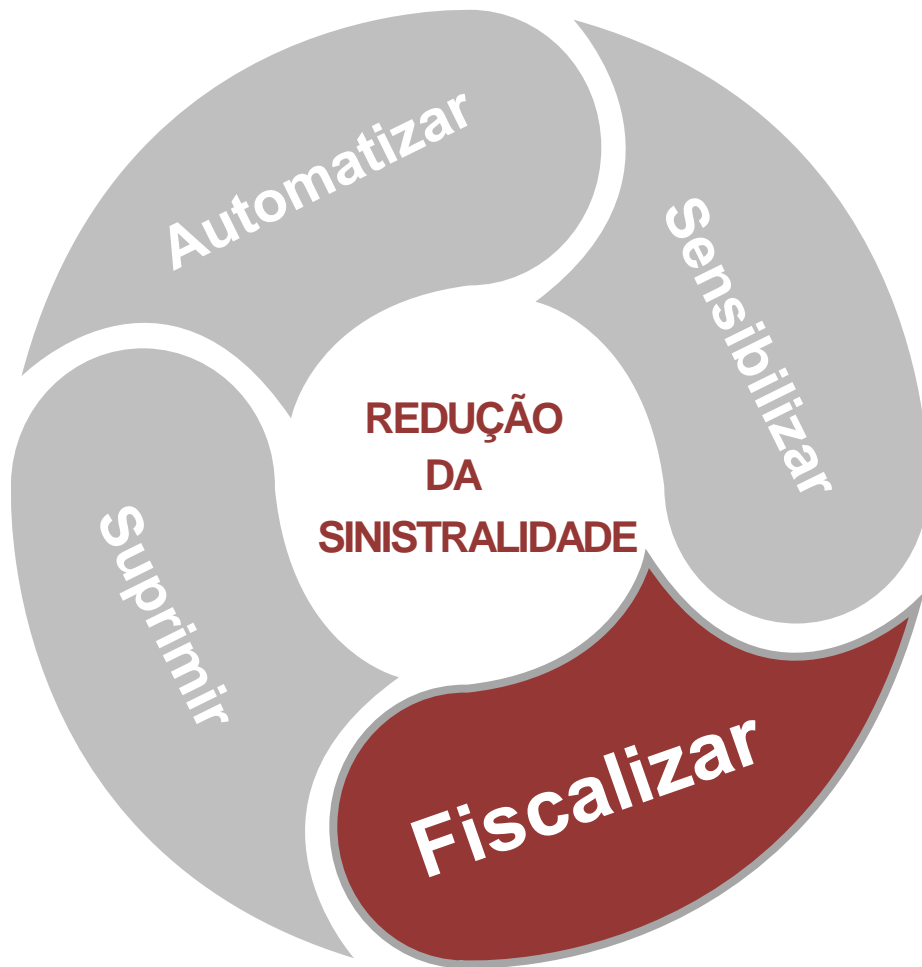 Automatizar
Sensibilizar
REDUÇÃO
DA
SINISTRALIDADE
Suprimir
Fiscalizar